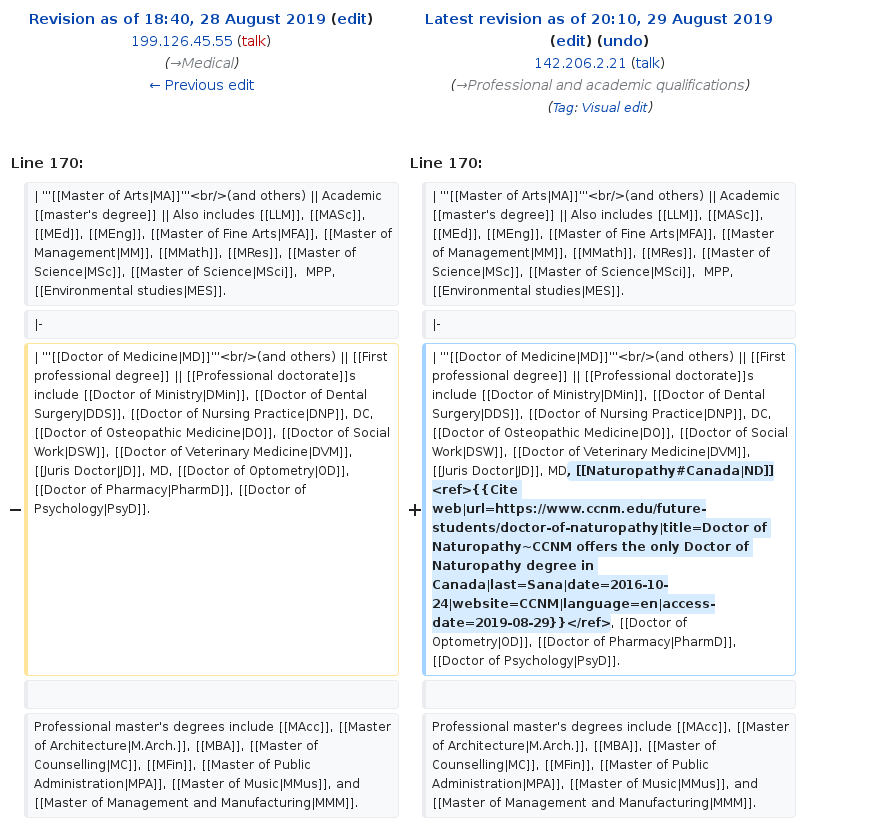 Revision as of 18:40, 28 August 2019 (edit)
199.126.45.55 (talk)
(→Medical)
← Previous edit
Latest revision as of 20:10, 29 August 2019
(edit) (undo)
142.206.2.21 (talk)
(→Professional and academic qualifications)
(Tag: Visual edit)
Line 170:
| '''[[Master of Arts|MA]]'''<br/>(and others) || Academic
[[master's degree]] || Also includes [[LLM]], [[MASc]],
[[MEd]], [[MEng]], [[Master of Fine Arts|MFA]], [[Master of
Management|MM]], [[MMath]], [[MRes]], [[Master of
Science|MSc]], [[Master of Science|MSci]],  MPP,
[[Environmental studies|MES]].
Line 170:
| '''[[Master of Arts|MA]]'''<br/>(and others) || Academic
[[master's degree]] || Also includes [[LLM]], [[MASc]],
[[MEd]], [[MEng]], [[Master of Fine Arts|MFA]], [[Master
of Management|MM]], [[MMath]], [[MRes]], [[Master of
Science|MSc]], [[Master of Science|MSci]],  MPP,
[[Environmental studies|MES]].
|-
|-
−
| '''[[Doctor of Medicine|MD]]'''<br/>(and others) || [[First
professional degree]] || [[Professional doctorate]]s
include [[Doctor of Ministry|DMin]], [[Doctor of Dental
Surgery|DDS]], [[Doctor of Nursing Practice|DNP]], DC,
[[Doctor of Osteopathic Medicine|DO]], [[Doctor of Social
Work|DSW]], [[Doctor of Veterinary Medicine|DVM]],
[[Juris Doctor|JD]], MD, [[Doctor of Optometry|OD]],
[[Doctor of Pharmacy|PharmD]], [[Doctor of
Psychology|PsyD]].
+
| '''[[Doctor of Medicine|MD]]'''<br/>(and others) || [[First
professional degree]] || [[Professional doctorate]]s
include [[Doctor of Ministry|DMin]], [[Doctor of Dental
Surgery|DDS]], [[Doctor of Nursing Practice|DNP]], DC,
[[Doctor of Osteopathic Medicine|DO]], [[Doctor of Social
Work|DSW]], [[Doctor of Veterinary Medicine|DVM]],
[[Juris Doctor|JD]], MD, [[Naturopathy#Canada|ND]]
<ref>{{Cite
web|url=https://www.ccnm.edu/future-
students/doctor-of-naturopathy|title=Doctor of
Naturopathy~CCNM offers the only Doctor of
Naturopathy degree in
Canada|last=Sana|date=2016-10-
24|website=CCNM|language=en|access-
date=2019-08-29}}</ref>, [[Doctor of
Optometry|OD]], [[Doctor of Pharmacy|PharmD]],
[[Doctor of Psychology|PsyD]].
Professional master's degrees include [[MAcc]], [[Master
of Architecture|M.Arch.]], [[MBA]], [[Master of
Counselling|MC]], [[MFin]], [[Master of Public
Administration|MPA]], [[Master of Music|MMus]], and
[[Master of Management and Manufacturing|MMM]].
Professional master's degrees include [[MAcc]], [[Master
of Architecture|M.Arch.]], [[MBA]], [[Master of
Counselling|MC]], [[MFin]], [[Master of Public
Administration|MPA]], [[Master of Music|MMus]], and
[[Master of Management and Manufacturing|MMM]].